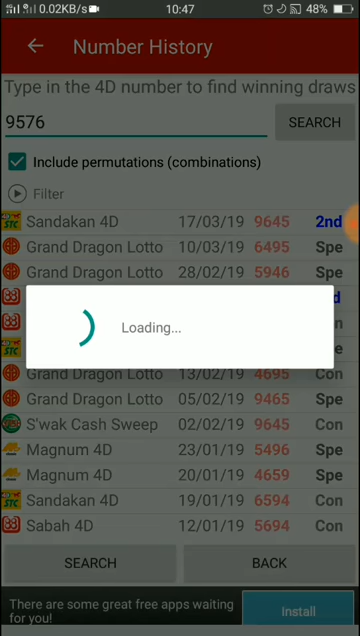 0.02KB/s 10:47 48%
Number History
Type in the 4D number to find winning draws
9576 SEARCH
Include permutations (combinations)
Filter
STC Sandakan 4D 17/03/19 9645 2nd
Grand Dragon Lotto 10/03/19 6495 Spe
Grand Dragon Lotto 28/02/19 5946 Spe
Loading...
STC Spe
Grand Dragon Lotto 13/02/19 4695 Con
Grand Dragon Lotto 05/02/19 9465 Spe
S'wak Cash Sweep 02/02/19 9645 Con
Magnum 4D 23/01/19 5496 Spe
Magnum 4D 20/01/19 4659 Spe
STC Sandakan 4D 19/01/19 6594 Con
Sabah 4D 12/01/19 5694 Con
SEARCH BACK
There are some great free apps waiting
for you! Install